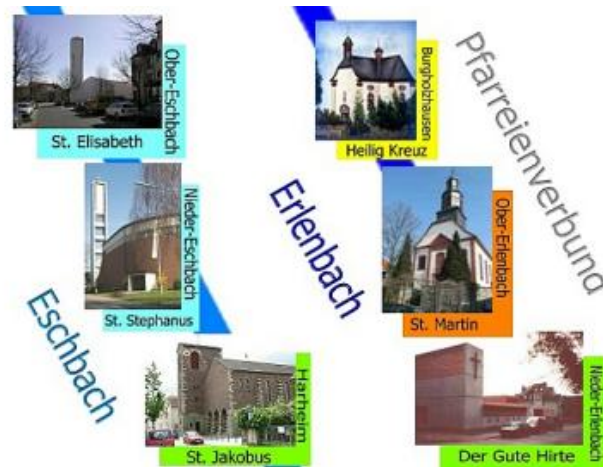 Ober-Eschbach
St. Elisabeth
Burgholzhausen
Heilig Kreuz
Pfarreienverbund
Nieder-Eschbach
St. Stephanus
Erlenbach
Ober-Erlenbach
St. Martin
Eschbach
Harheim
St. Jakobus
Nieder-Erlenbach
Der Gute Hirte